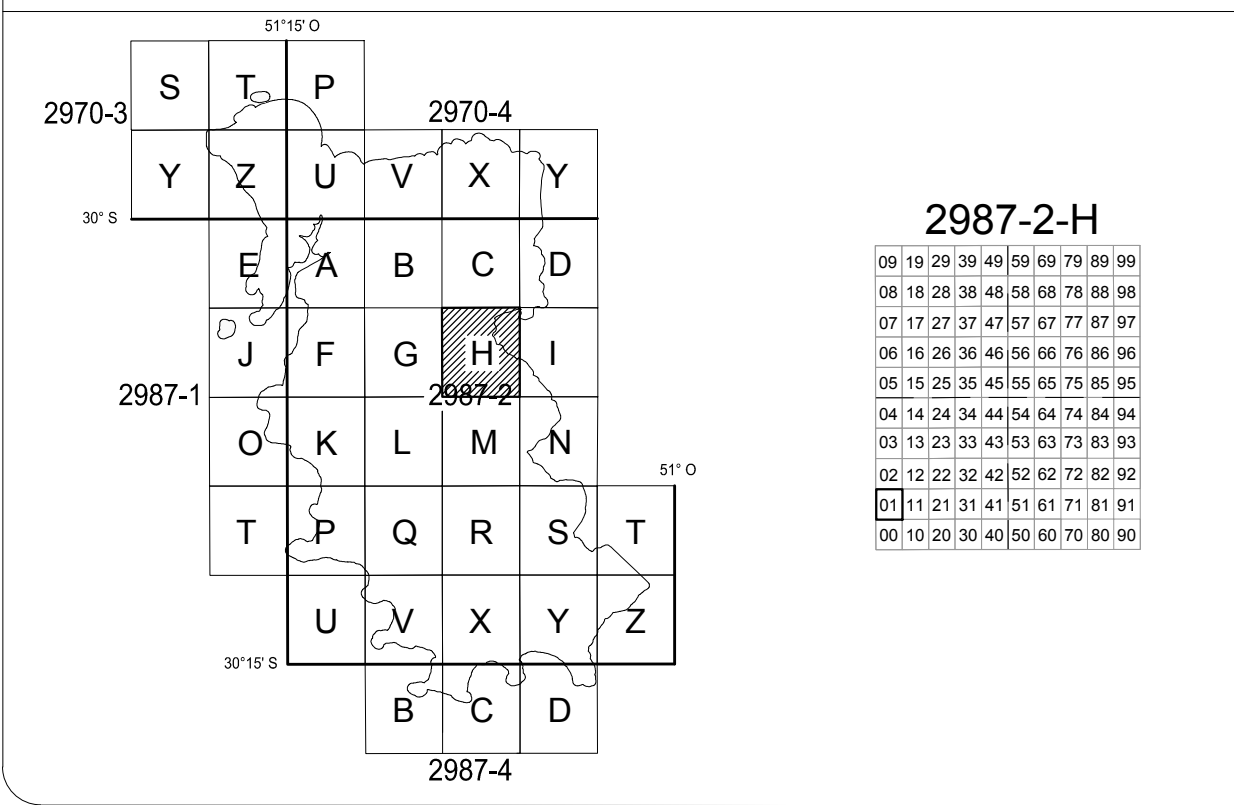 51°15' O
S T P
2970-3 2970-4
Y Z U V X Y
30° S
E A B C D
J F G H I
2987-1 2987-2
O K L M N
51° O
T P Q R S T
U V X Y Z
30°15' S
B C D
2987-4
2987-2-H
09 19 29 39 49 59 69 79 89 99
08 18 28 38 48 58 68 78 88 98
07 17 27 37 47 57 67 77 87 97
06 16 26 36 46 56 66 76 86 96
05 15 25 35 45 55 65 75 85 95
04 14 24 34 44 54 64 74 84 94
03 13 23 33 43 53 63 73 83 93
02 12 22 32 42 52 62 72 82 92
01 11 21 31 41 51 61 71 81 91
00 10 20 30 40 50 60 70 80 90